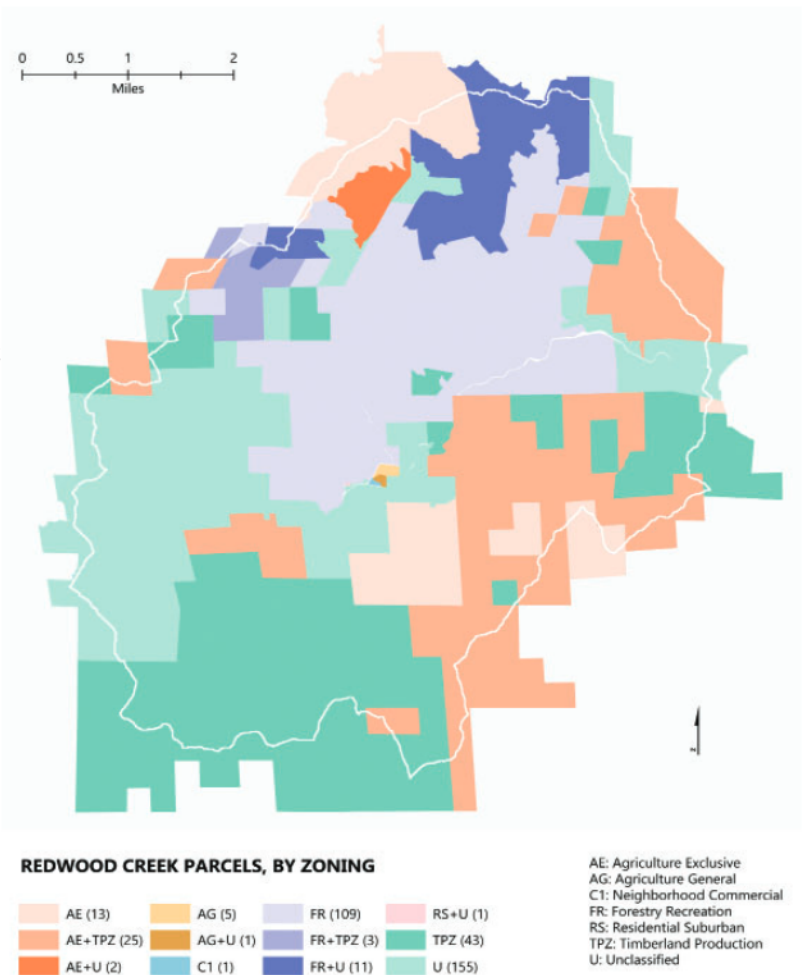 0 0.5 1 2
Miles
N
REDWOOD CREEK PARCELS, BY ZONING
AE (13)
AE+TPZ (25)
AE+U (2)
AG (5)
AG+U (1)
C1 (1)
FR (109)
FR+TPZ (3)
FR+U (11)
RS+U (1)
TPZ (43)
U (155)
AE: Agriculture Exclusive
AG: Agriculture General
C1: Neighborhood Commercial
FR: Forestry Recreation
RS: Residential Suburban
TPZ: Timberland Production
U: Unclassified